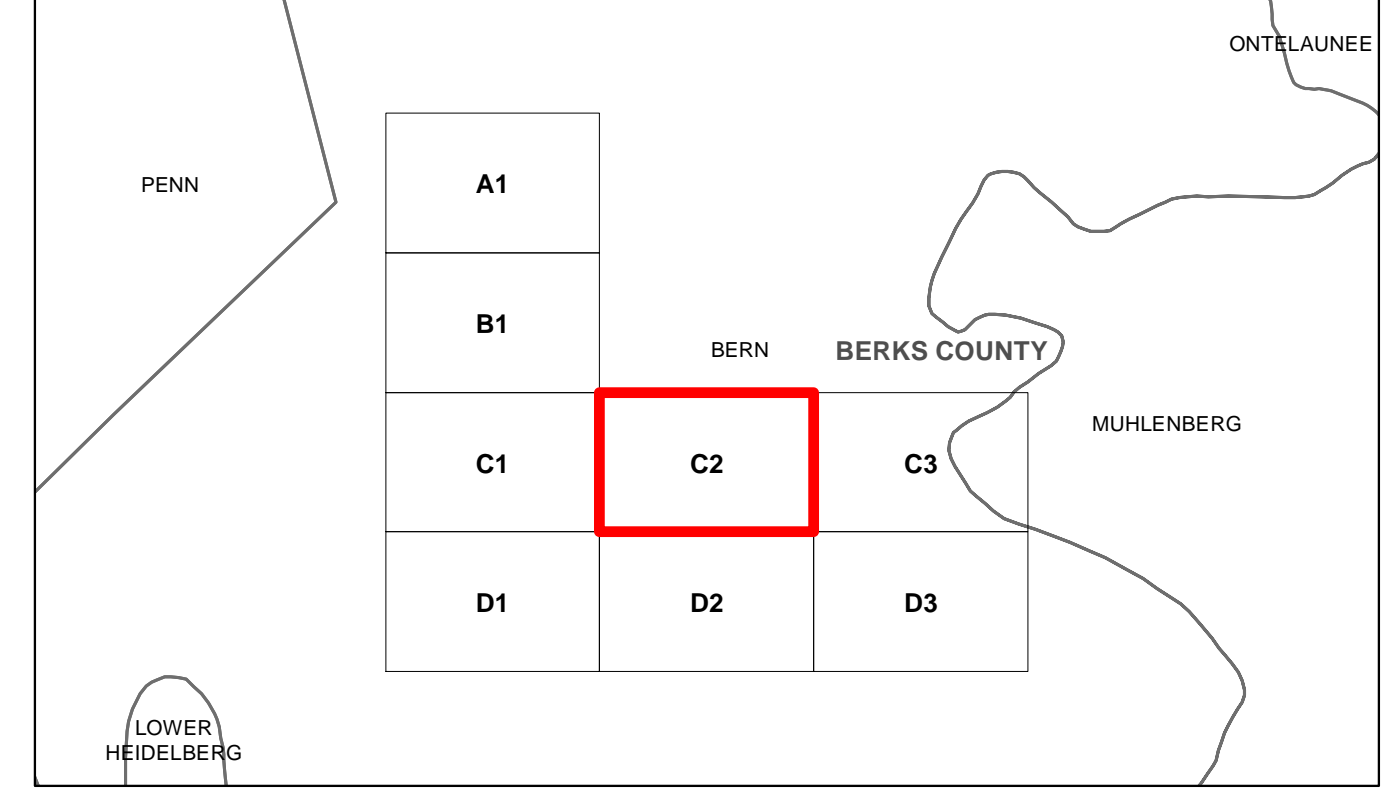 ONTELAUNEE
PENN
A1
B1
BERN
BERKS COUNTY
MUHLENBERG
C1
C2
C3
D1
D2
D3
LOWER
HEIDELBERG